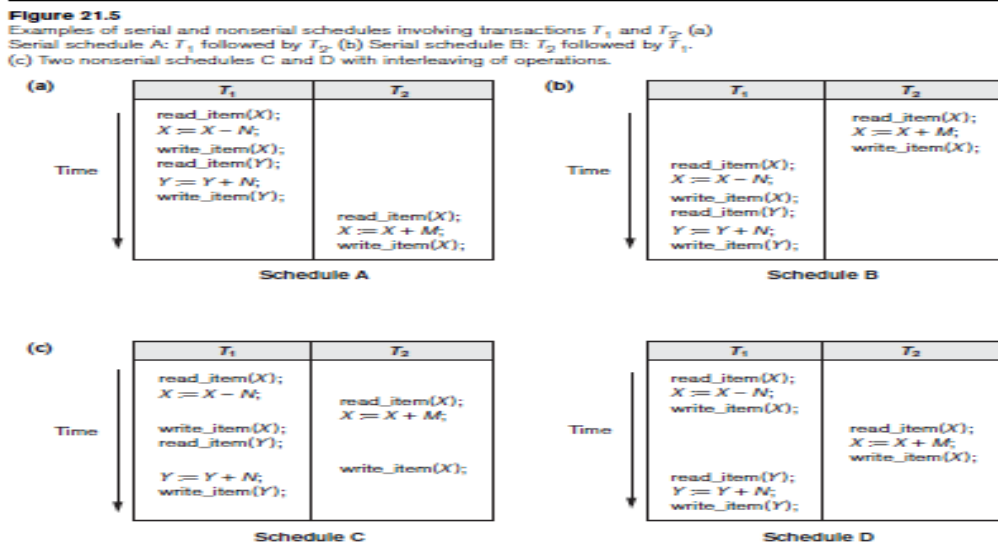 Figure 21.5
Examples of serial and nonserial schedules involving transactions T₁ and T₂. (a)
Serial schedule A: T₁ followed by T₂. (b) Serial schedule B: T₂ followed by T₁.
(c) Two nonserial schedules C and D with interleaving of operations.
(a)
T₁ T₂
read_item(X);
X := X – N;
write_item(X);
read_item(Y);
Y := Y + N;
write_item(Y);
read_item(X);
X := X + M;
write_item(X);
Time
Schedule A
(b)
T₁ T₂
read_item(X);
X := X + M;
write_item(X);
read_item(X);
X := X – N;
write_item(X);
read_item(Y);
Y := Y + N;
write_item(Y);
Time
Schedule B
(c)
T₁ T₂
read_item(X);
X := X – N;
read_item(X);
X := X + M;
write_item(X);
read_item(Y);
write_item(X);
Y := Y + N;
write_item(Y);
Time
Schedule C
T₁ T₂
read_item(X);
X := X – N;
write_item(X);
read_item(X);
X := X + M;
write_item(X);
read_item(Y);
Y := Y + N;
write_item(Y);
Time
Schedule D